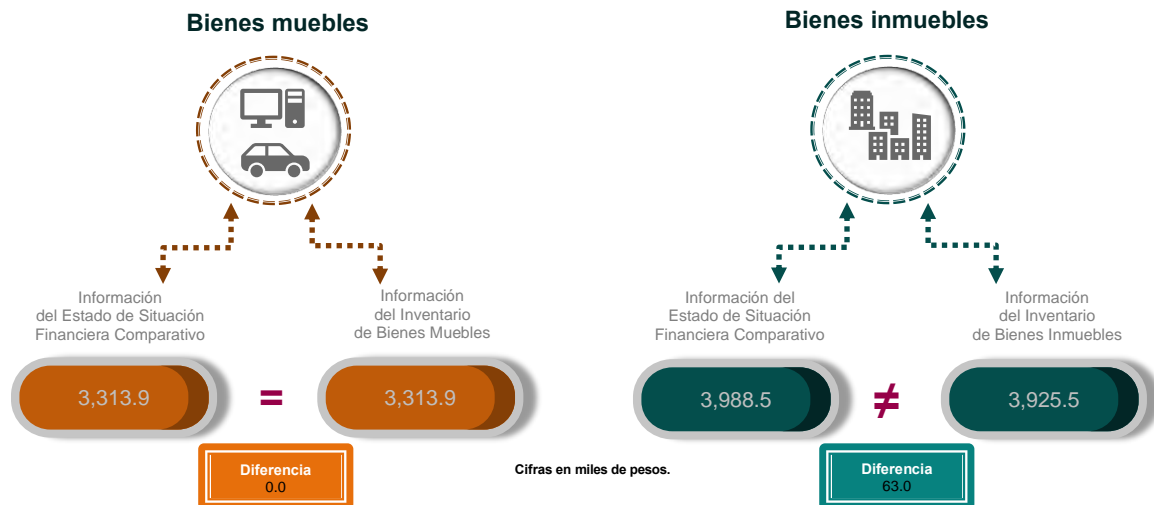 Bienes muebles
Información
del Estado de Situación
Financiera Comparativo
Información
del Inventario
de Bienes Muebles
3,313.9
=
3,313.9
Diferencia
0.0
Cifras en miles de pesos.
Bienes inmuebles
Información del
Estado de Situación
Financiera Comparativo
Información
del Inventario
de Bienes Inmuebles
3,988.5
≠
3,925.5
Diferencia
63.0